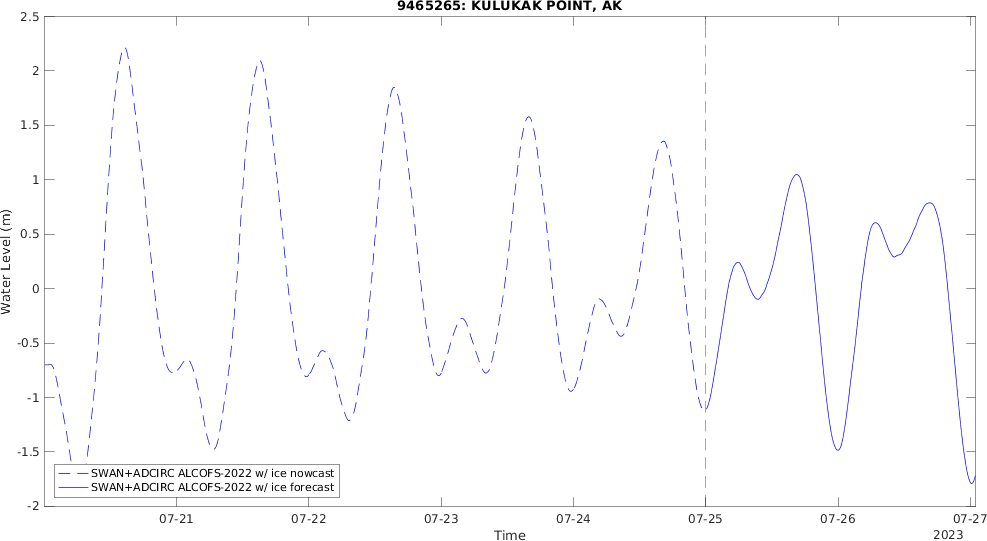 9465265: KULUKAK POINT, AK
2.5
2
1.5
1
0.5
0
-0.5
-1
-1.5
-2
Water Level (m)
SWAN+ADCIRC ALCOFS-2022 w/ ice nowcast
SWAN+ADCIRC ALCOFS-2022 w/ ice forecast
07-21 07-22 07-23 07-24 07-25 07-26 07-27
Time
2023